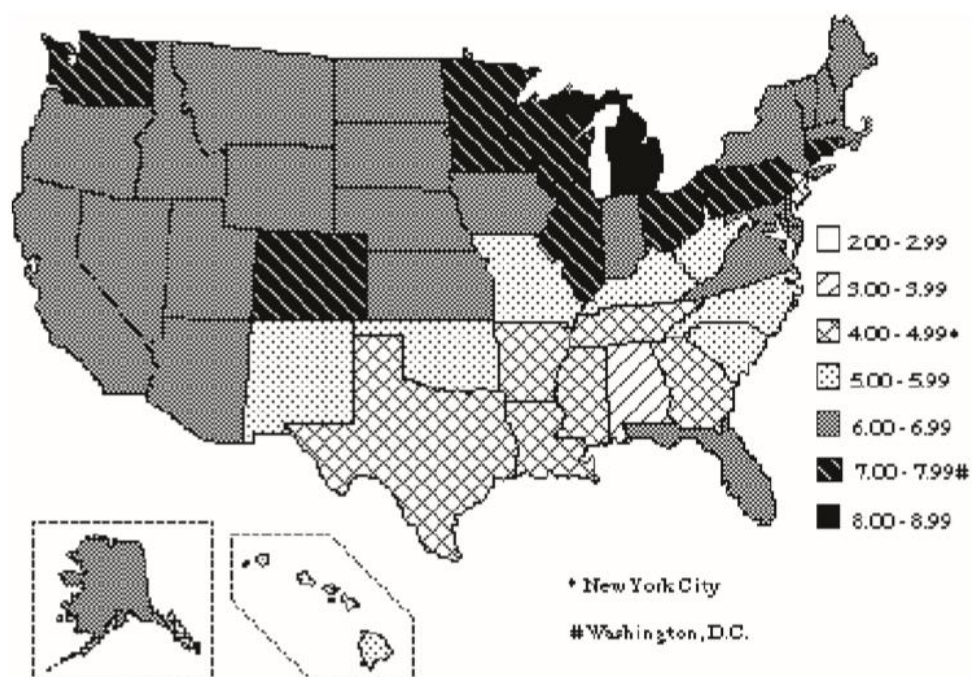 2.00 - 2.99
3.00 - 3.99
4.00 - 4.99*
5.00 - 5.99
6.00 - 6.99
7.00 - 7.99#
8.00 - 8.99
* New York City
# Washington, D.C.